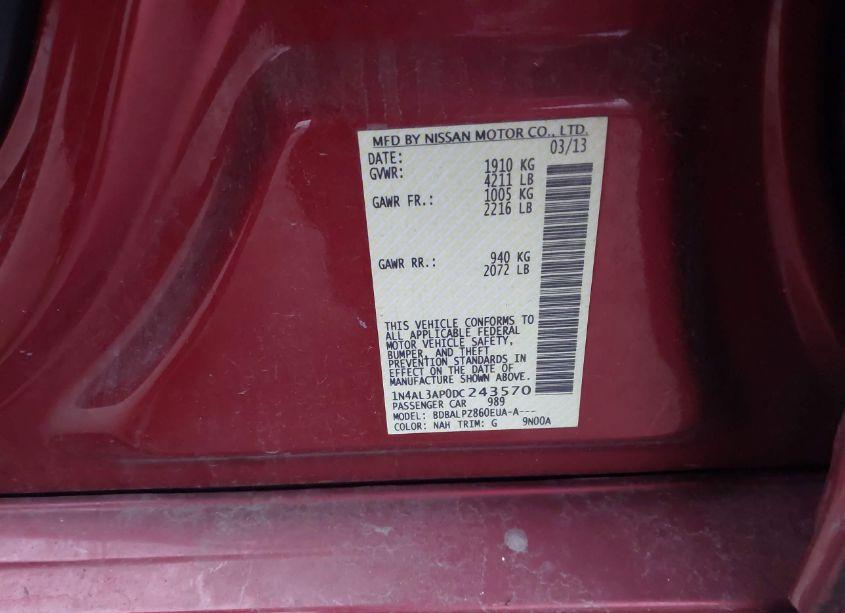 MFD BY NISSAN MOTOR CO., LTD.
DATE: 03/13
GVWR: 1910 KG
4211 LB
GAWR FR.: 1005 KG
2216 LB
GAWR RR.: 940 KG
2072 LB
THIS VEHICLE CONFORMS TO
ALL APPLICABLE FEDERAL
MOTOR VEHICLE SAFETY,
BUMPER, AND THEFT
PREVENTION STANDARDS IN
EFFECT ON THE DATE OF
MANUFACTURE SHOWN ABOVE.
1N4AL3AP0DC243570
PASSENGER CAR 989
MODEL: BDBALPZ860EUA-A---
COLOR: NAH TRIM: G 9N00A